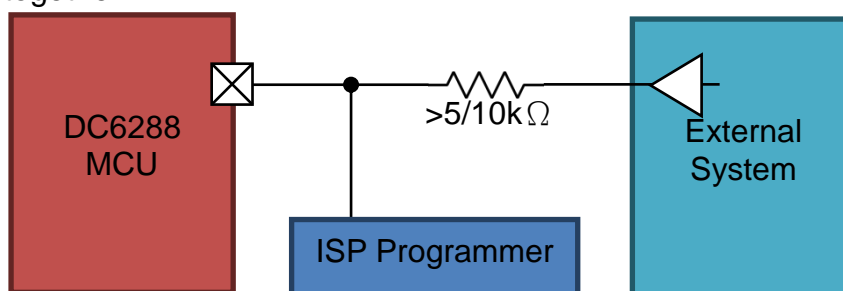 DC6288
MCU
>5/10kΩ
External
System
ISP Programmer